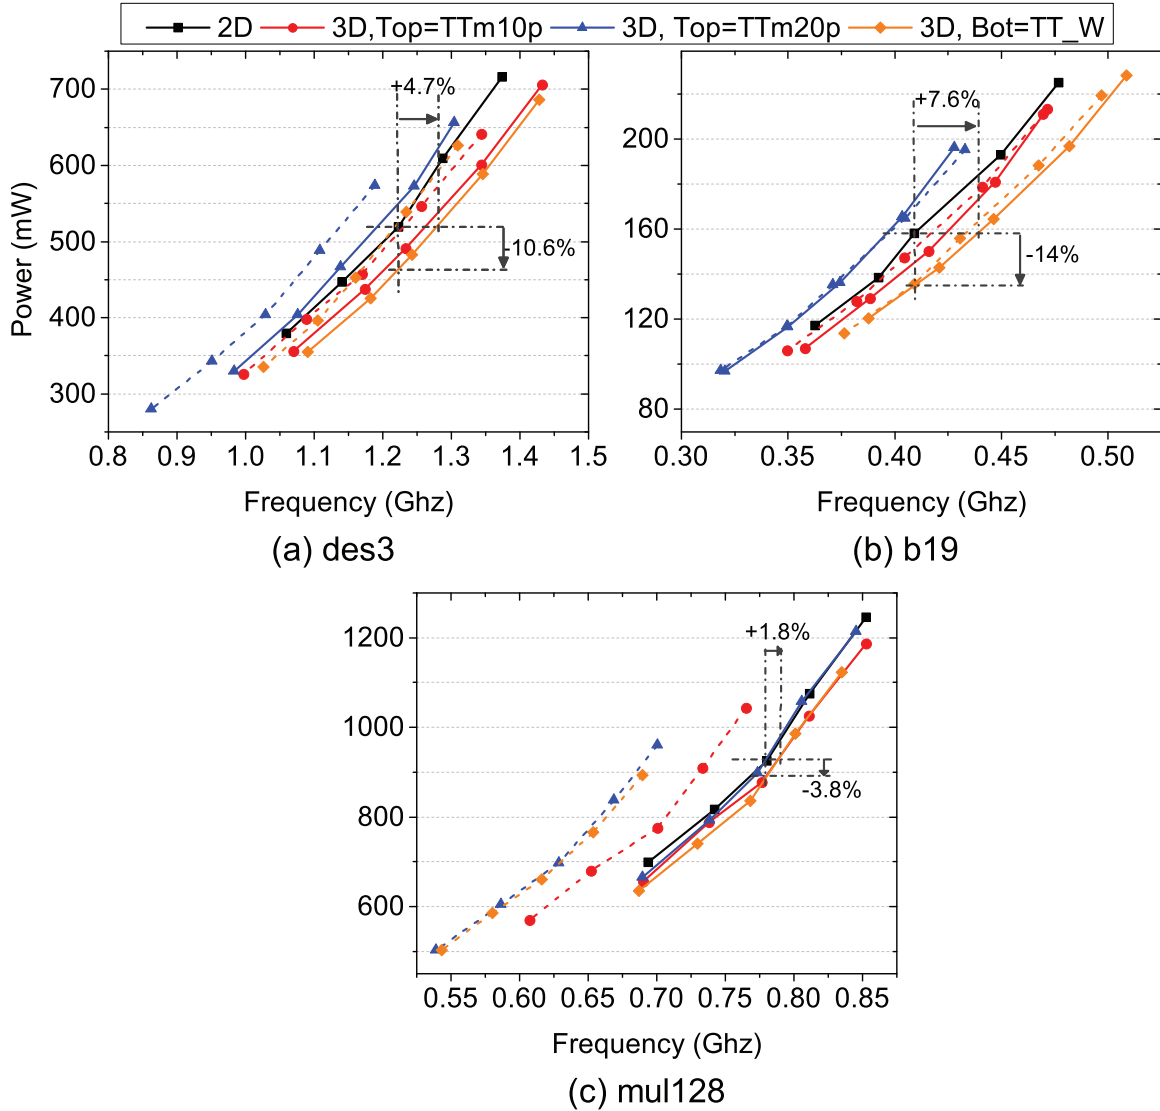 2D 3D,Top=TTm10p 3D, Top=TTm20p 3D, Bot=TT_W
700
600
500
400
300
Power (mW)
+4.7%
-10.6%
0.8 0.9 1.0 1.1 1.2 1.3 1.4 1.5
Frequency (Ghz)
(a) des3
200
160
120
80
+7.6%
-14%
0.30 0.35 0.40 0.45 0.50
Frequency (Ghz)
(b) b19
1200
1000
800
600
+1.8%
-3.8%
0.55 0.60 0.65 0.70 0.75 0.80 0.85
Frequency (Ghz)
(c) mul128